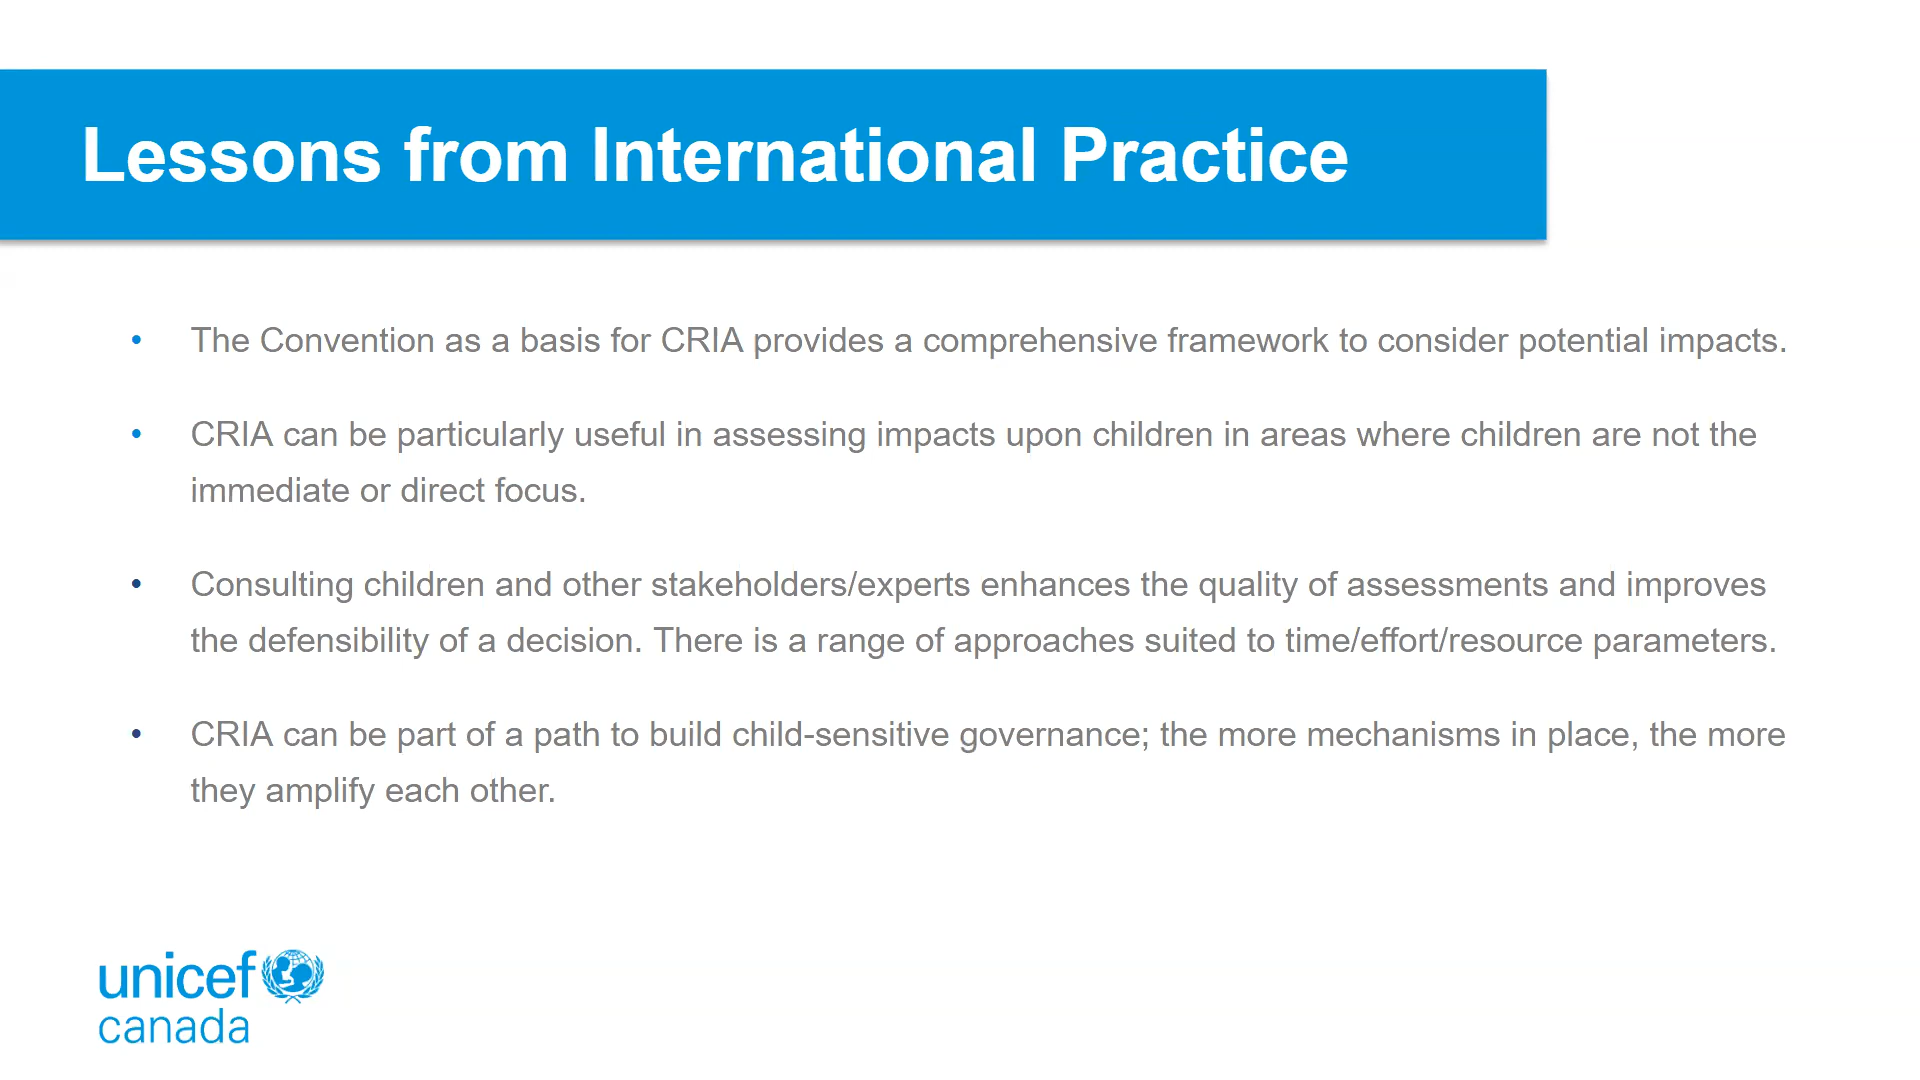 Lessons from International Practice
• The Convention as a basis for CRIA provides a comprehensive framework to consider potential impacts.
• CRIA can be particularly useful in assessing impacts upon children in areas where children are not the
immediate or direct focus.
• Consulting children and other stakeholders/experts enhances the quality of assessments and improves
the defensibility of a decision. There is a range of approaches suited to time/effort/resource parameters.
• CRIA can be part of a path to build child-sensitive governance; the more mechanisms in place, the more
they amplify each other.
unicef
canada